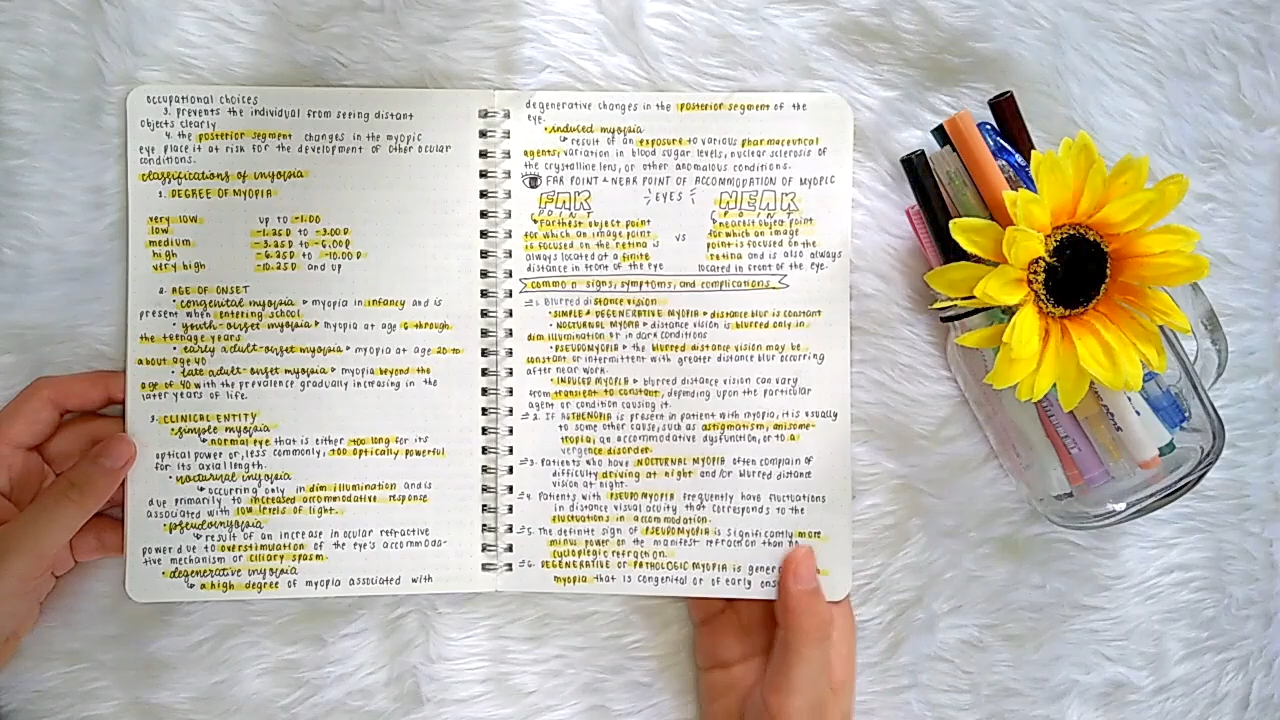 occupational choices
3. prevents the individual from seeing distant
objects clearly
4. the posterior segment changes in the myopic
eye place it at risk for the development of other ocular
conditions.
classifications of myopia
1. DEGREE OF MYOPIA
very low up to -1.00
low -1.25 D to -3.00 D
medium -3.25 D to -6.00 D
high -6.25 D to -10.00 D
very high -10.25 D and up
2. AGE OF ONSET
• congenital myopia ▹ myopia in infancy and is
present when entering school
• youth-onset myopia ▹ myopia at age 6 through
the teenage years
• early adult-onset myopia ▹ myopia at age 20 to
about age 40
• late adult-onset myopia ▹ myopia beyond the
age of 40 with the prevalence gradually increasing in the
later years of life.
3. CLINICAL ENTITY
• simple myopia
↳ normal eye that is either too long for its
optical power or, less commonly, too optically powerful
for its axial length.
• nocturnal myopia
↳ occurring only in dim illumination and is
due primarily to increased accommodative response
associated with low levels of light.
• pseudomyopia
↳ result of an increase in ocular refractive
power due to overstimulation of the eye's accommoda-
tive mechanism or ciliary spasm.
• degenerative myopia
↳ a high degree of myopia associated with
degenerative changes in the posterior segment of the
eye.
• induced myopia
↳ result of an exposure to various pharmaceutical
agents, variation in blood sugar levels, nuclear sclerosis of
the crystalline lens, or other anomalous conditions.
FAR POINT & NEAR POINT OF ACCOMMODATION OF MYOPIC
EYES
FAR
POINT
↳ farthest object point
for which an image point
is focused on the retina is
always located at a finite
distance in front of the eye
vs
NEAR
POINT
↳ nearest object point
for which an image
point is focused on the
retina and is also always
located in front of the eye.
common signs, symptoms, and complications
⇒ 1. Blurred distance vision
• SIMPLE & DEGENERATIVE MYOPIA ▹ distance blur is constant
• NOCTURNAL MYOPIA ▹ distance vision is blurred only in
dim illumination or in dark conditions
• PSEUDOMYOPIA ▹ the blurred distance vision may be
constant or intermittent with greater distance blur occurring
after near work.
• INDUCED MYOPIA ▹ blurred distance vision can vary
from transient to constant, depending upon the particular
agent or condition causing it.
⇒ 2. If ASTHENOPIA is present in patient with myopia, it is usually
to some other cause, such as astigmatism, anisome-
tropia, an accommodative dysfunction, or to a
vergence disorder.
⇒ 3. Patients who have NOCTURNAL MYOPIA often complain of
difficulty driving at night and/or blurred distance
vision at night.
⇒ 4. Patients with PSEUDOMYOPIA frequently have fluctuations
in distance visual acuity that corresponds to the
fluctuations in accommodation.
⇒ 5. The definite sign of PSEUDOMYOPIA is significantly more
minus power on the manifest refraction than
cycloplegic refraction.
⇒ 6. DEGENERATIVE or PATHOLOGIC MYOPIA is
myopia that is congenital or of early